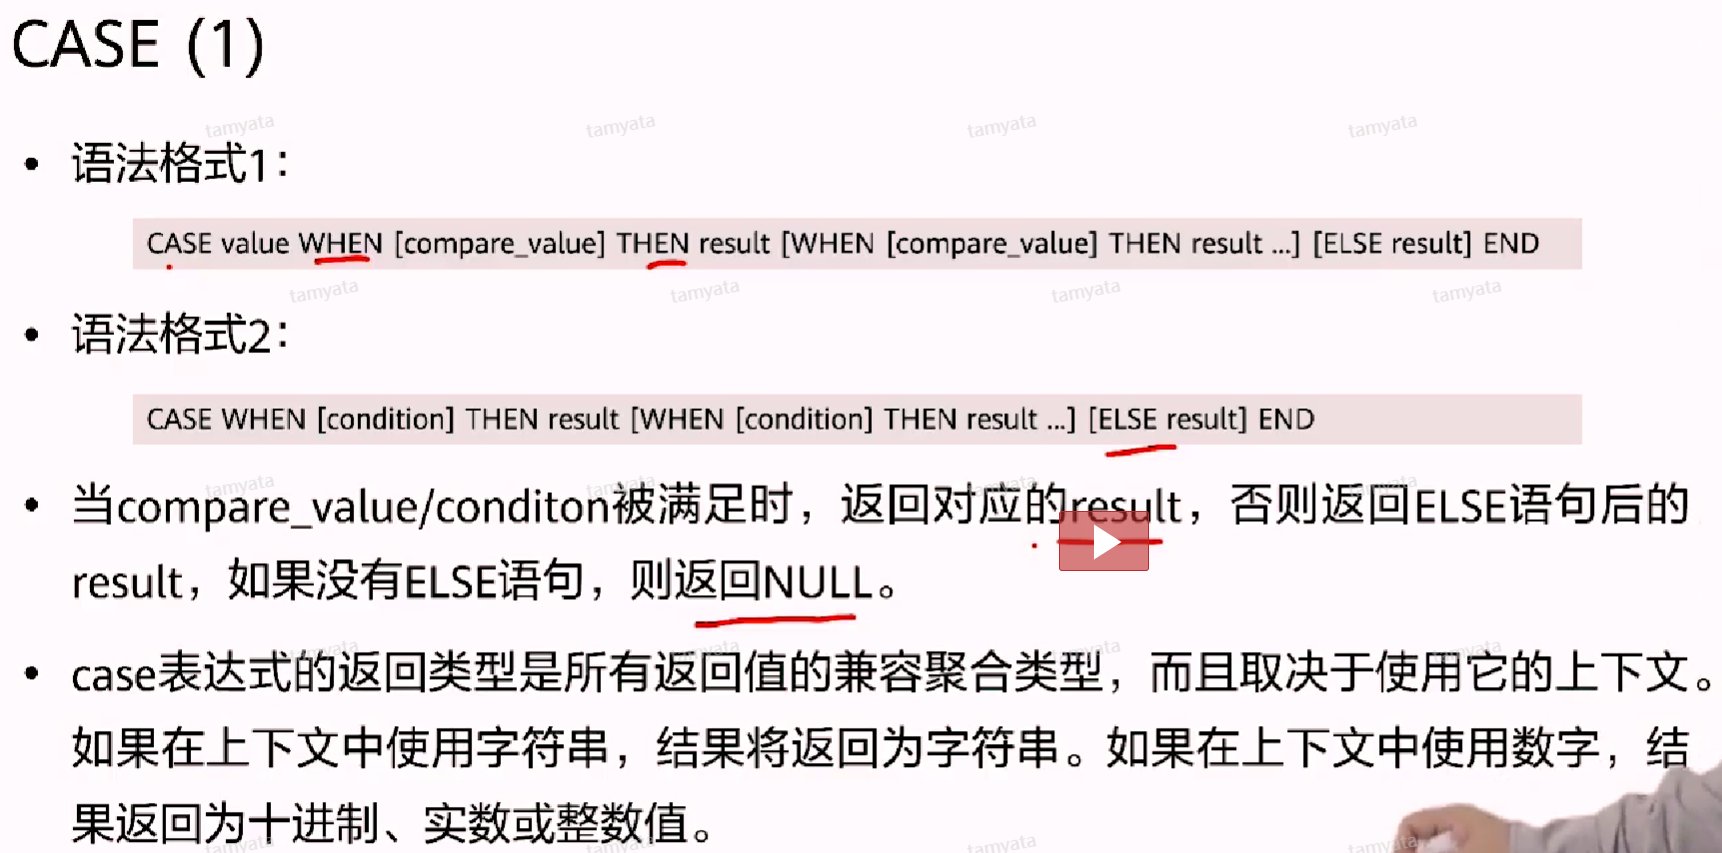 CASE (1)
• 语法格式1：
CASE value WHEN [compare_value] THEN result [WHEN [compare_value] THEN result ...] [ELSE result] END
• 语法格式2：
CASE WHEN [condition] THEN result [WHEN [condition] THEN result ...] [ELSE result] END
• 当compare_value/conditon被满足时，返回对应的result，否则返回ELSE语句后的
result，如果没有ELSE语句，则返回NULL。
• case表达式的返回类型是所有返回值的兼容聚合类型，而且取决于使用它的上下文。
如果在上下文中使用字符串，结果将返回为字符串。如果在上下文中使用数字，结
果返回为十进制、实数或整数值。
tamyata tamyata tamyata tamyata
tamyata tamyata tamyata tamyata
tamyata tamyata tamyata tamyata
tamyata tamyata tamyata tamyata
tamyata tamyata tamyata tamyata